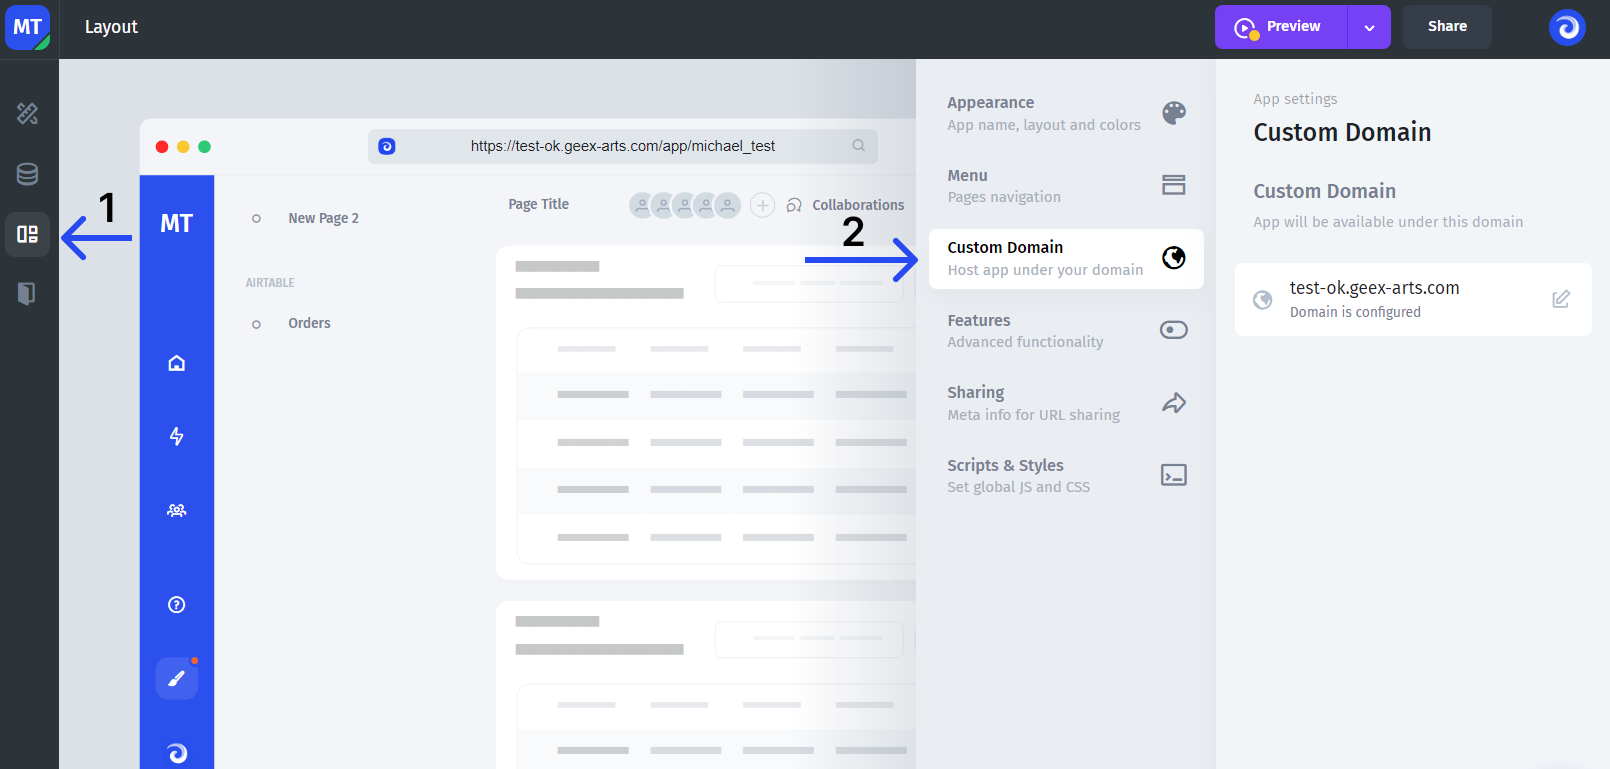 MT
Layout
Preview
Share
1
https://test-ok.geex-arts.com/app/michael_test
MT
New Page 2
AIRTABLE
Orders
Page Title
Collaborations
2
Appearance
App name, layout and colors
Menu
Pages navigation
Custom Domain
Host app under your domain
Features
Advanced functionality
Sharing
Meta info for URL sharing
Scripts & Styles
Set global JS and CSS
App settings
Custom Domain
Custom Domain
App will be available under this domain
test-ok.geex-arts.com
Domain is configured